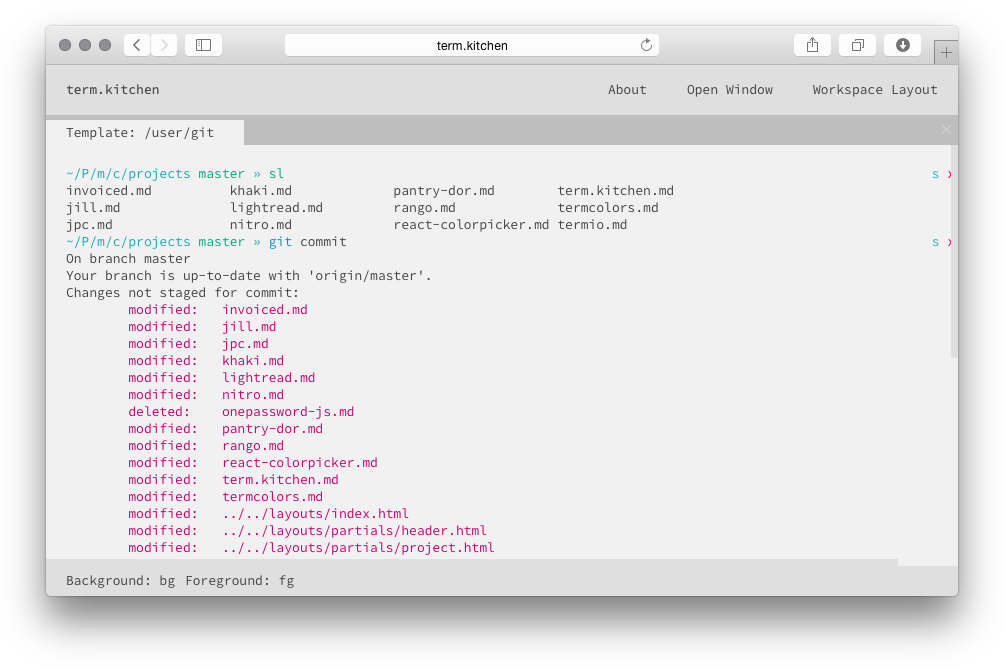 term.kitchen
term.kitchen About Open Window Workspace Layout
Template: /user/git
~/P/m/c/projects master » sl s
invoiced.md khaki.md pantry-dor.md term.kitchen.md
jill.md lightread.md rango.md termcolors.md
jpc.md nitro.md react-colorpicker.md termio.md
~/P/m/c/projects master » git commit s
On branch master
Your branch is up-to-date with 'origin/master'.
Changes not staged for commit:
modified: invoiced.md
modified: jill.md
modified: jpc.md
modified: khaki.md
modified: lightread.md
modified: nitro.md
deleted: onepassword-js.md
modified: pantry-dor.md
modified: rango.md
modified: react-colorpicker.md
modified: term.kitchen.md
modified: termcolors.md
modified: ../../layouts/index.html
modified: ../../layouts/partials/header.html
modified: ../../layouts/partials/project.html
Background: bg Foreground: fg